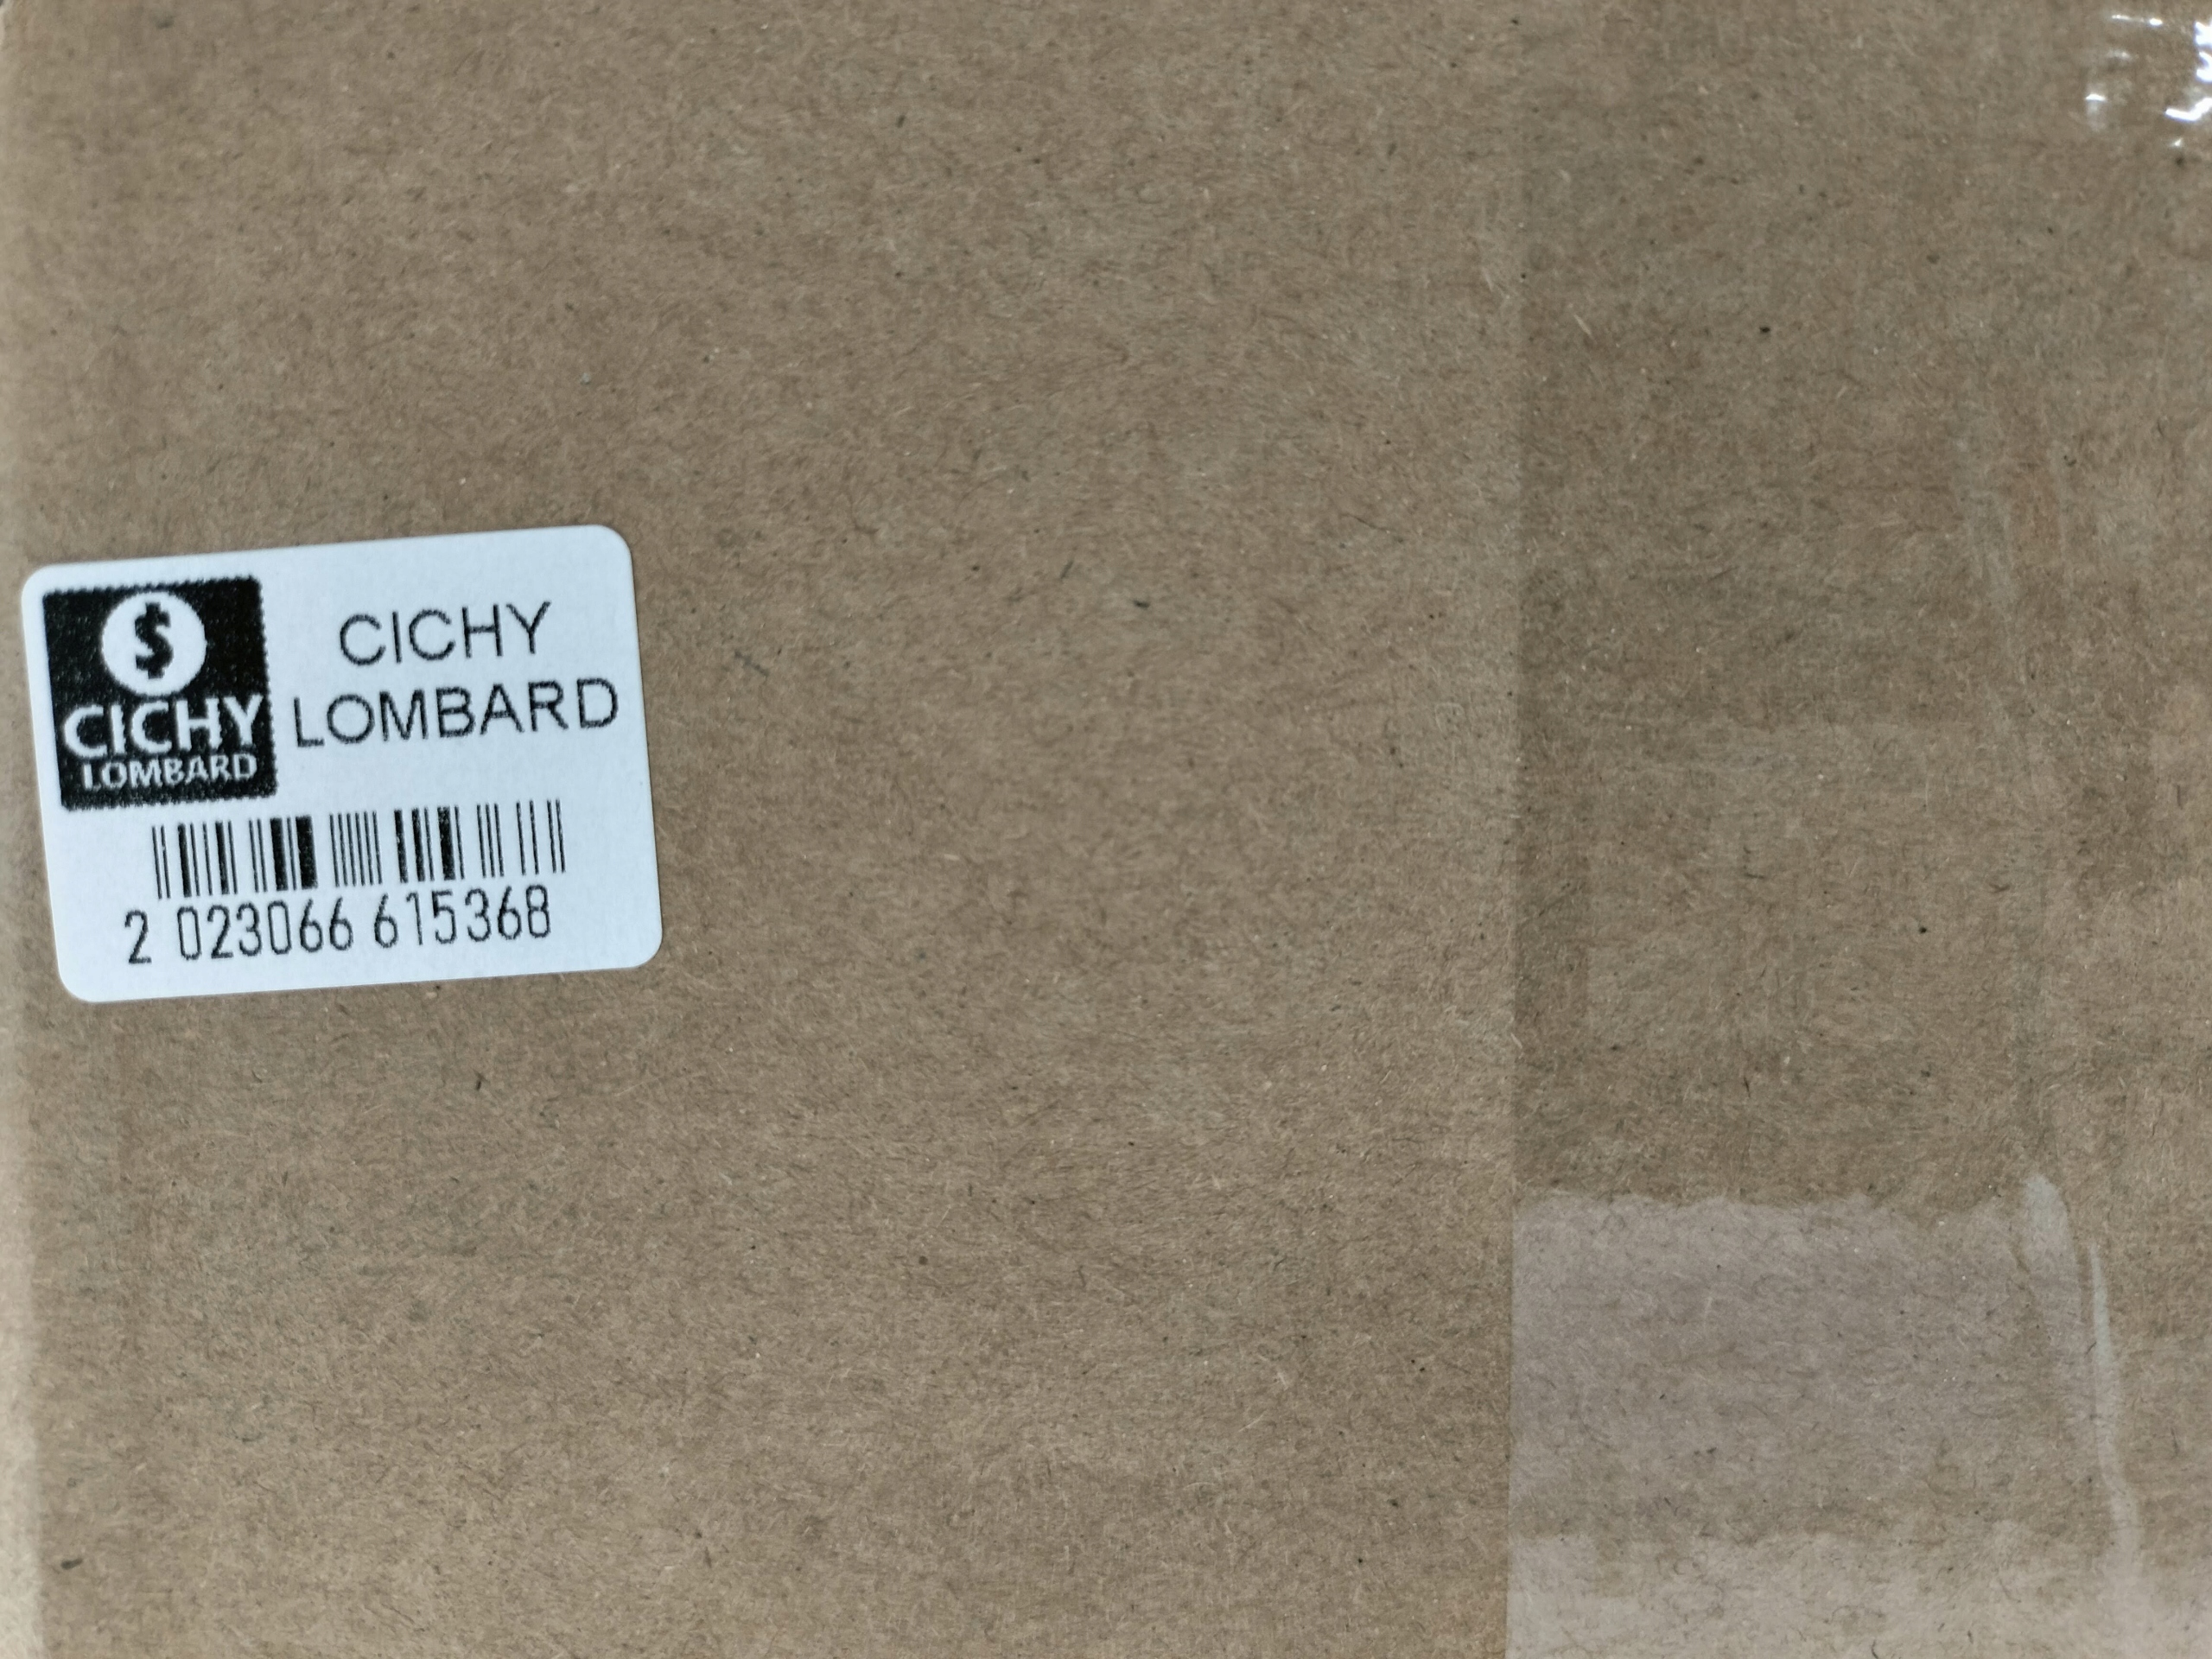 $
CICHY
LOMBARD
CICHY
LOMBARD
2 023066 615368